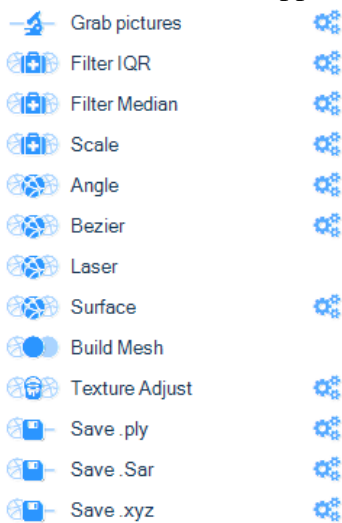 Grab pictures
Filter IQR
Filter Median
Scale
Angle
Bezier
Laser
Surface
Build Mesh
Texture Adjust
Save .ply
Save .Sar
Save .xyz